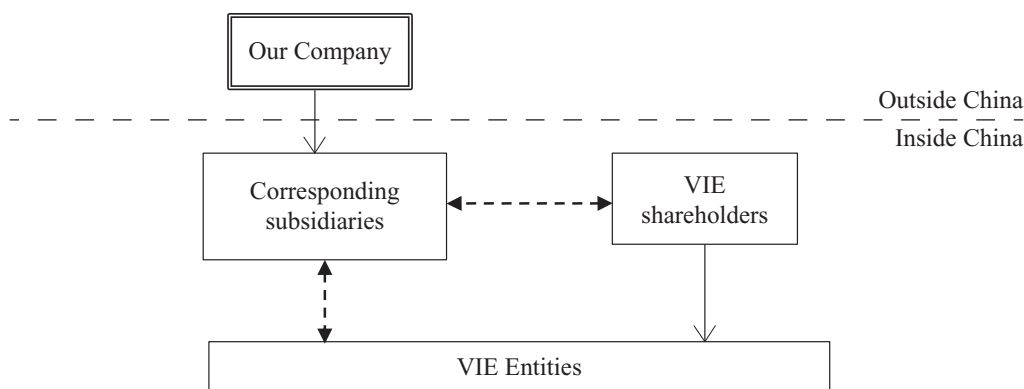 Our Company
Outside China
Inside China
Corresponding
subsidiaries
VIE
shareholders
VIE Entities